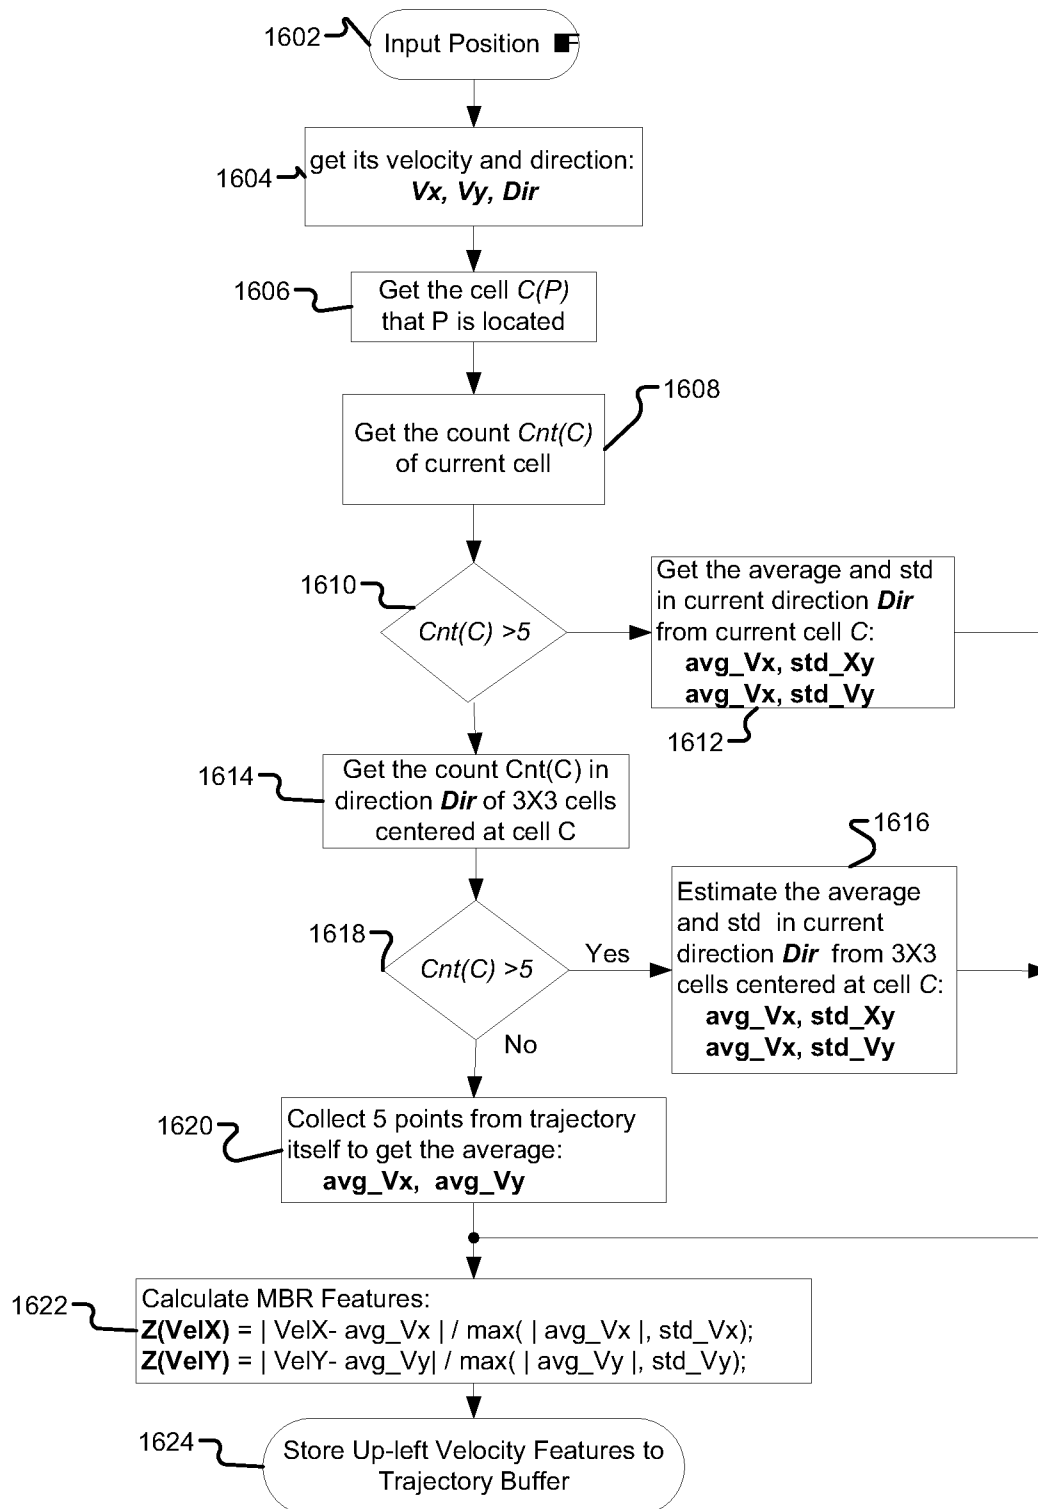 1602
Input Position
1604
get its velocity and direction:
Vx, Vy, Dir
1606
Get the cell C(P)
that P is located
1608
Get the count Cnt(C)
of current cell
1610
Cnt(C) >5
Get the average and std
in current direction Dir
from current cell C:
avg_Vx, std_Xy
avg_Vx, std_Vy
1612
1614
Get the count Cnt(C) in
direction Dir of 3X3 cells
centered at cell C
1616
1618
Cnt(C) >5
Yes
No
Estimate the average
and std in current
direction Dir from 3X3
cells centered at cell C:
avg_Vx, std_Xy
avg_Vx, std_Vy
1620
Collect 5 points from trajectory
itself to get the average:
avg_Vx, avg_Vy
1622
Calculate MBR Features:
Z(VelX) = | VelX- avg_Vx | / max( | avg_Vx |, std_Vx);
Z(VelY) = | VelY- avg_Vy| / max( | avg_Vy |, std_Vy);
1624
Store Up-left Velocity Features to
Trajectory Buffer